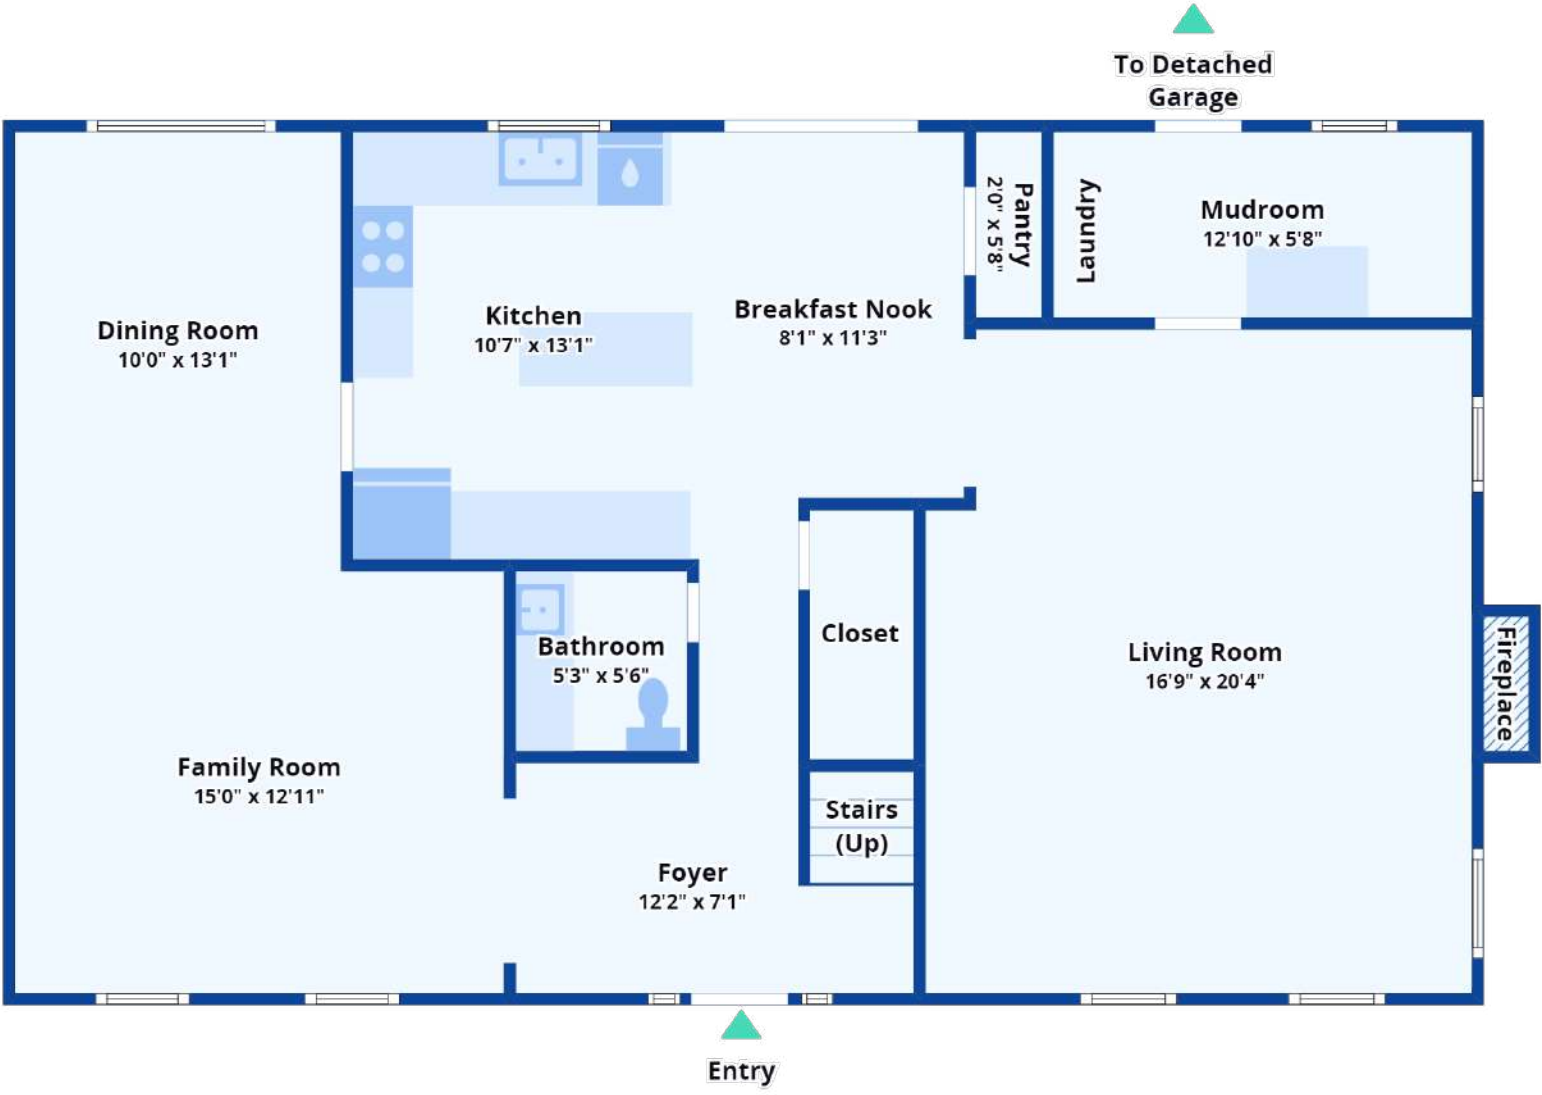 To Detached
Garage
Pantry
2'0" x 5'8"
Laundry
Mudroom
12'10" x 5'8"
Dining Room
10'0" x 13'1"
Kitchen
10'7" x 13'1"
Breakfast Nook
8'1" x 11'3"
Bathroom
5'3" x 5'6"
Closet
Living Room
16'9" x 20'4"
Fireplace
Family Room
15'0" x 12'11"
Stairs
(Up)
Foyer
12'2" x 7'1"
Entry